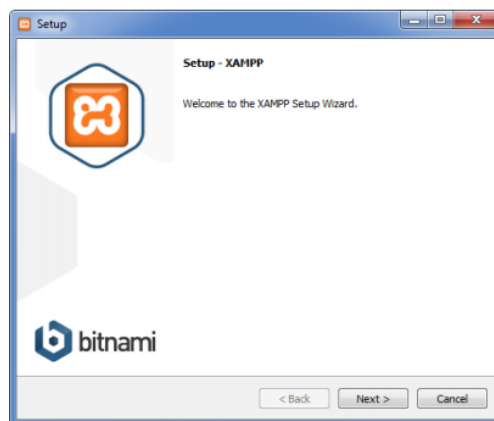 Setup
Setup - XAMPP
Welcome to the XAMPP Setup Wizard.
bitnami
< Back
Next >
Cancel